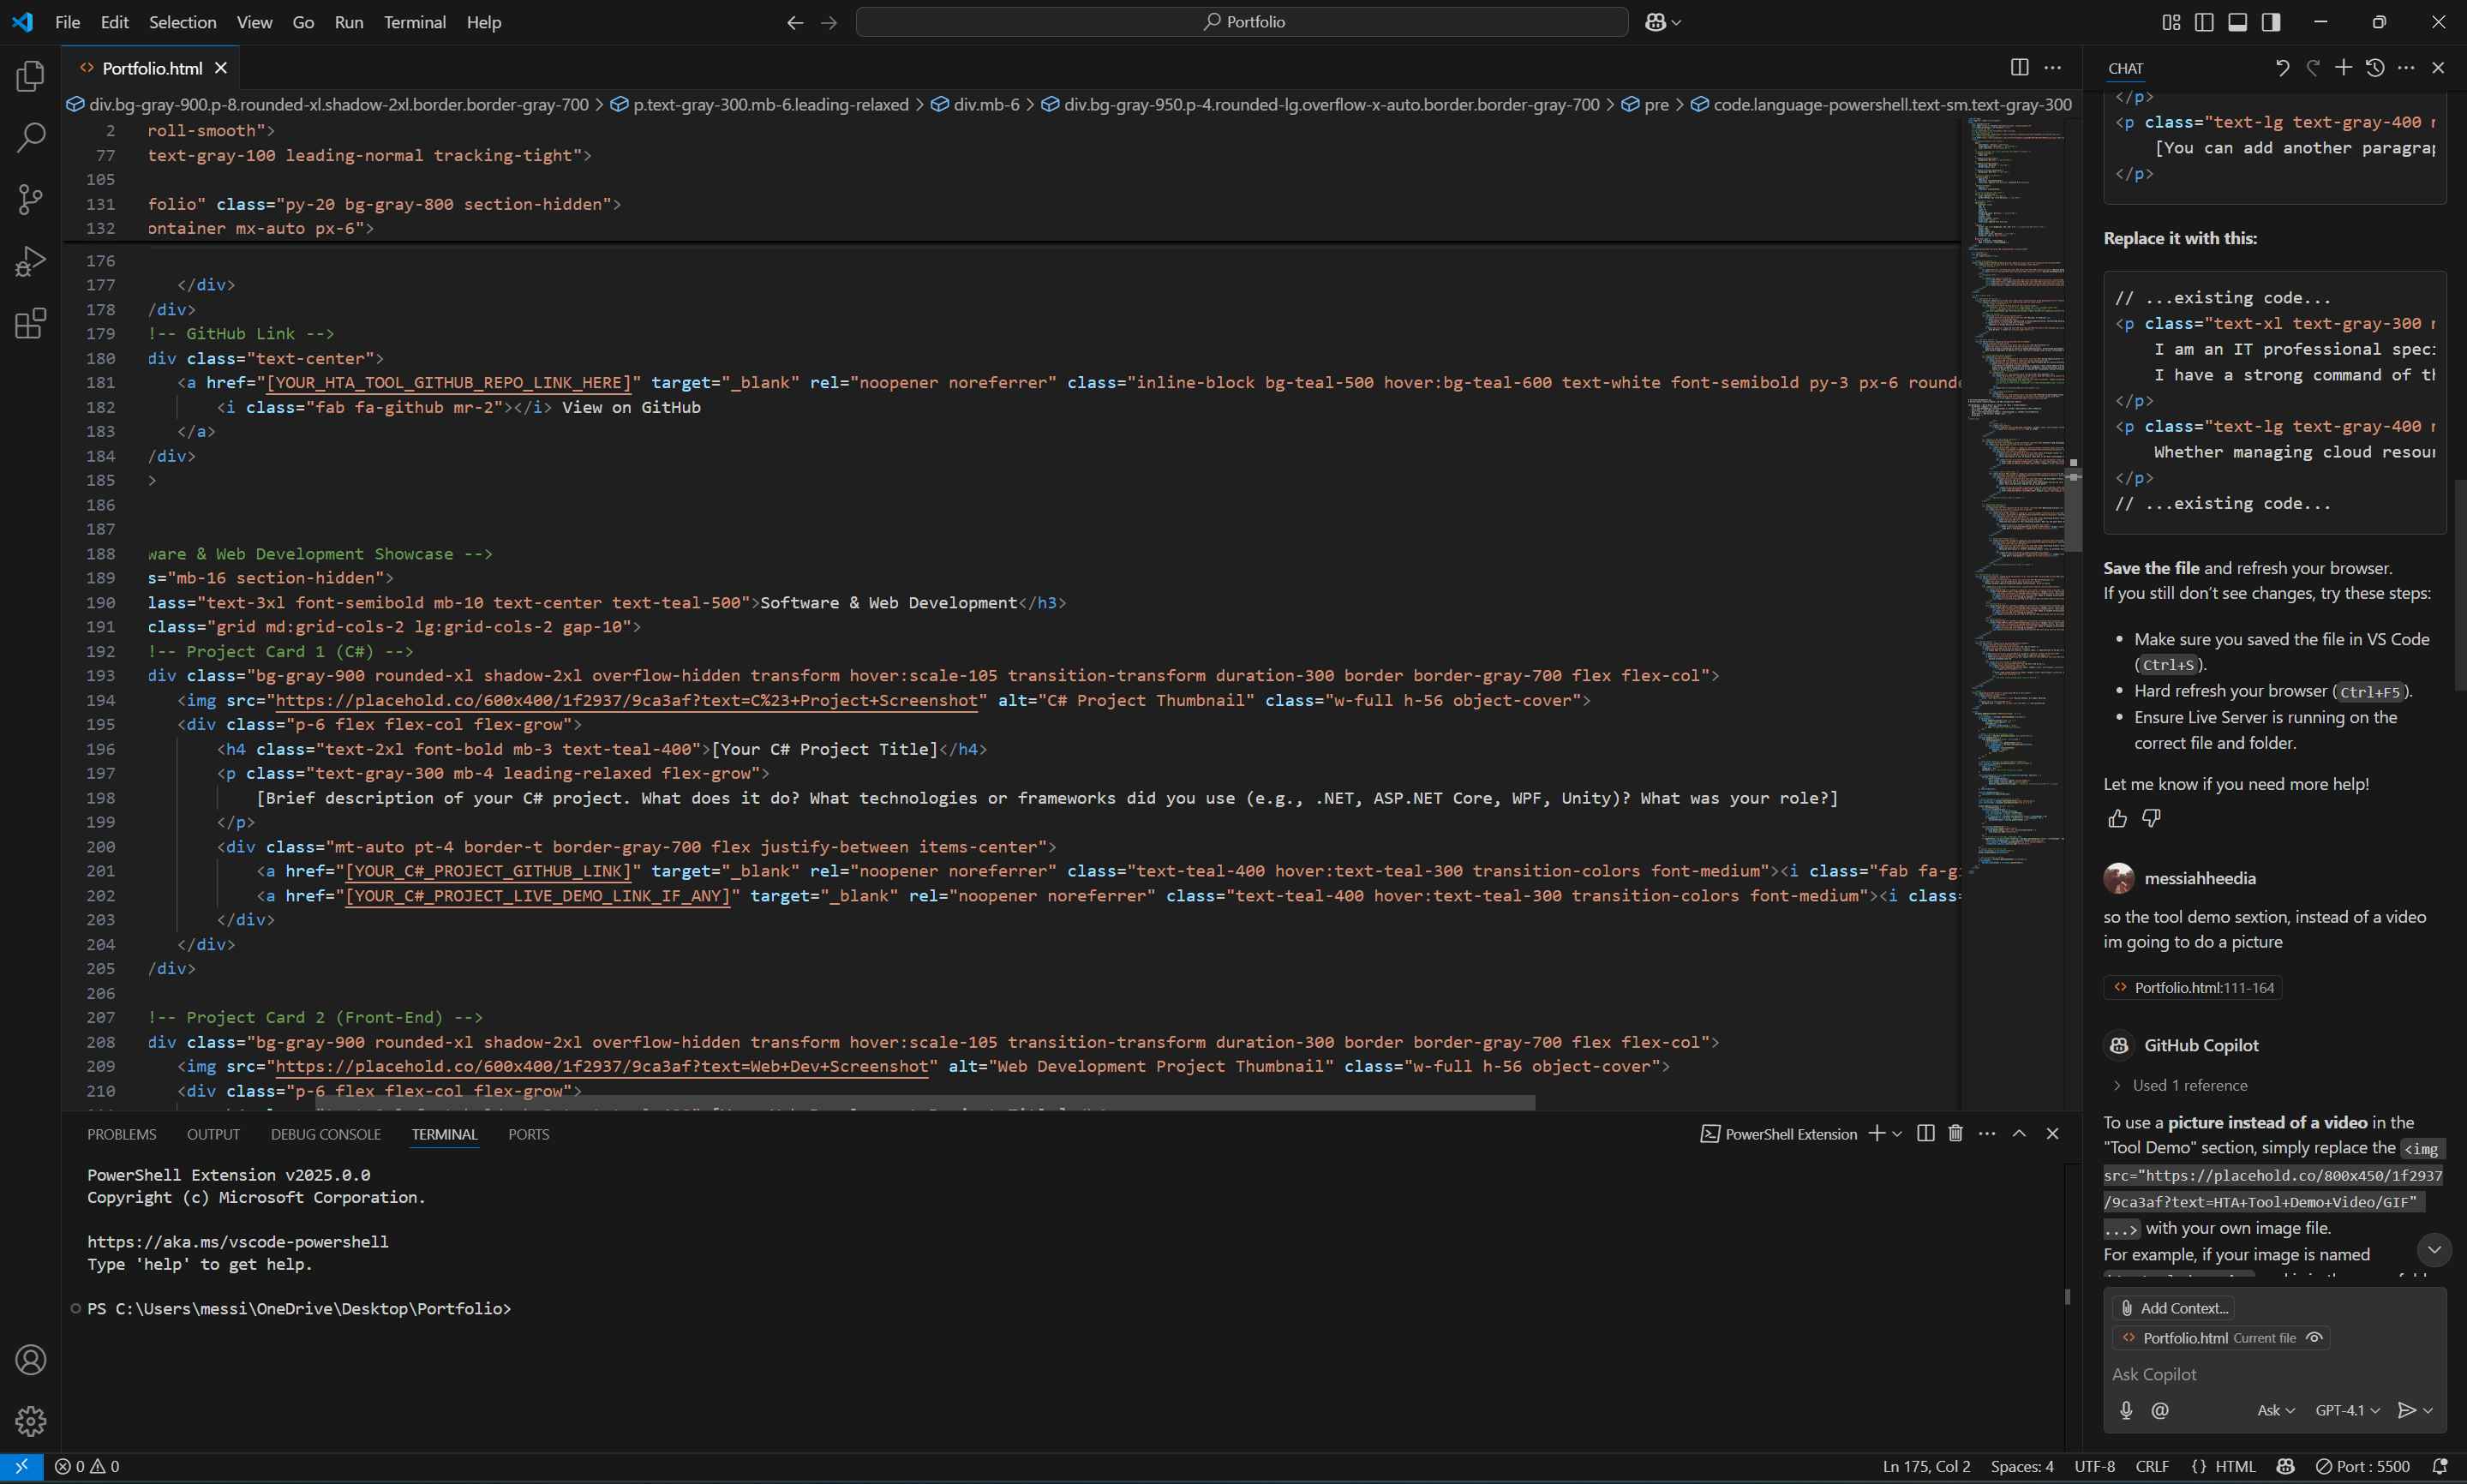 File Edit Selection View Go Run Terminal Help
Portfolio
Portfolio.html
div.bg-gray-900.p-8.rounded-xl.shadow-2xl.border.border-gray-700 > p.text-gray-300.mb-6.leading-relaxed > div.mb-6 > div.bg-gray-950.p-4.rounded-lg.overflow-x-auto.border.border-gray-700 > pre > code.language-powershell.text-sm.text-gray-300
2 roll-smooth">
77 text-gray-100 leading-normal tracking-tight">
105
131 folio" class="py-20 bg-gray-800 section-hidden">
132 ontainer mx-auto px-6">
176
177 </div>
178 /div>
179 !-- GitHub Link -->
180 div class="text-center">
181 <a href="[YOUR_HTA_TOOL_GITHUB_REPO_LINK_HERE]" target="_blank" rel="noopener noreferrer" class="inline-block bg-teal-500 hover:bg-teal-600 text-white font-semibold py-3 px-6 rounde
182 <i class="fab fa-github mr-2"></i> View on GitHub
183 </a>
184 /div>
185 >
186
187
188 ware & Web Development Showcase -->
189 s="mb-16 section-hidden">
190 lass="text-3xl font-semibold mb-10 text-center text-teal-500">Software & Web Development</h3>
191 class="grid md:grid-cols-2 lg:grid-cols-2 gap-10">
192 !-- Project Card 1 (C#) -->
193 div class="bg-gray-900 rounded-xl shadow-2xl overflow-hidden transform hover:scale-105 transition-transform duration-300 border border-gray-700 flex flex-col">
194 <img src="https://placehold.co/600x400/1f2937/9ca3af?text=C%23+Project+Screenshot" alt="C# Project Thumbnail" class="w-full h-56 object-cover">
195 <div class="p-6 flex flex-col flex-grow">
196 <h4 class="text-2xl font-bold mb-3 text-teal-400">[Your C# Project Title]</h4>
197 <p class="text-gray-300 mb-4 leading-relaxed flex-grow">
198 [Brief description of your C# project. What does it do? What technologies or frameworks did you use (e.g., .NET, ASP.NET Core, WPF, Unity)? What was your role?]
199 </p>
200 <div class="mt-auto pt-4 border-t border-gray-700 flex justify-between items-center">
201 <a href="[YOUR_C#_PROJECT_GITHUB_LINK]" target="_blank" rel="noopener noreferrer" class="text-teal-400 hover:text-teal-300 transition-colors font-medium"><i class="fab fa-gi
202 <a href="[YOUR_C#_PROJECT_LIVE_DEMO_LINK_IF_ANY]" target="_blank" rel="noopener noreferrer" class="text-teal-400 hover:text-teal-300 transition-colors font-medium"><i class=
203 </div>
204 </div>
205 /div>
206
207 !-- Project Card 2 (Front-End) -->
208 div class="bg-gray-900 rounded-xl shadow-2xl overflow-hidden transform hover:scale-105 transition-transform duration-300 border border-gray-700 flex flex-col">
209 <img src="https://placehold.co/600x400/1f2937/9ca3af?text=Web+Dev+Screenshot" alt="Web Development Project Thumbnail" class="w-full h-56 object-cover">
210 <div class="p-6 flex flex-col flex-grow">
PROBLEMS OUTPUT DEBUG CONSOLE TERMINAL PORTS
PowerShell Extension
PowerShell Extension v2025.0.0
Copyright (c) Microsoft Corporation.
https://aka.ms/vscode-powershell
Type 'help' to get help.
PS C:\Users\messi\OneDrive\Desktop\Portfolio>
CHAT
</p>
<p class="text-lg text-gray-400
[You can add another paragrap
</p>
Replace it with this:
// ...existing code...
<p class="text-xl text-gray-300
I am an IT professional spec
I have a strong command of th
</p>
<p class="text-lg text-gray-400
Whether managing cloud resour
</p>
// ...existing code...
Save the file and refresh your browser.
If you still don't see changes, try these steps:
• Make sure you saved the file in VS Code
(Ctrl+S).
• Hard refresh your browser (Ctrl+F5).
• Ensure Live Server is running on the
correct file and folder.
Let me know if you need more help!
messiahheedia
so the tool demo sextion, instead of a video
im going to do a picture
Portfolio.html:111-164
GitHub Copilot
> Used 1 reference
To use a picture instead of a video in the
"Tool Demo" section, simply replace the <img
src="https://placehold.co/800x450/1f2937
/9ca3af?text=HTA+Tool+Demo+Video/GIF"
...> with your own image file.
For example, if your image is named
Add Context...
Portfolio.html Current file
Ask Copilot
@ Ask GPT-4.1
0 0
Ln 175, Col 2 Spaces: 4 UTF-8 CRLF {} HTML Port : 5500